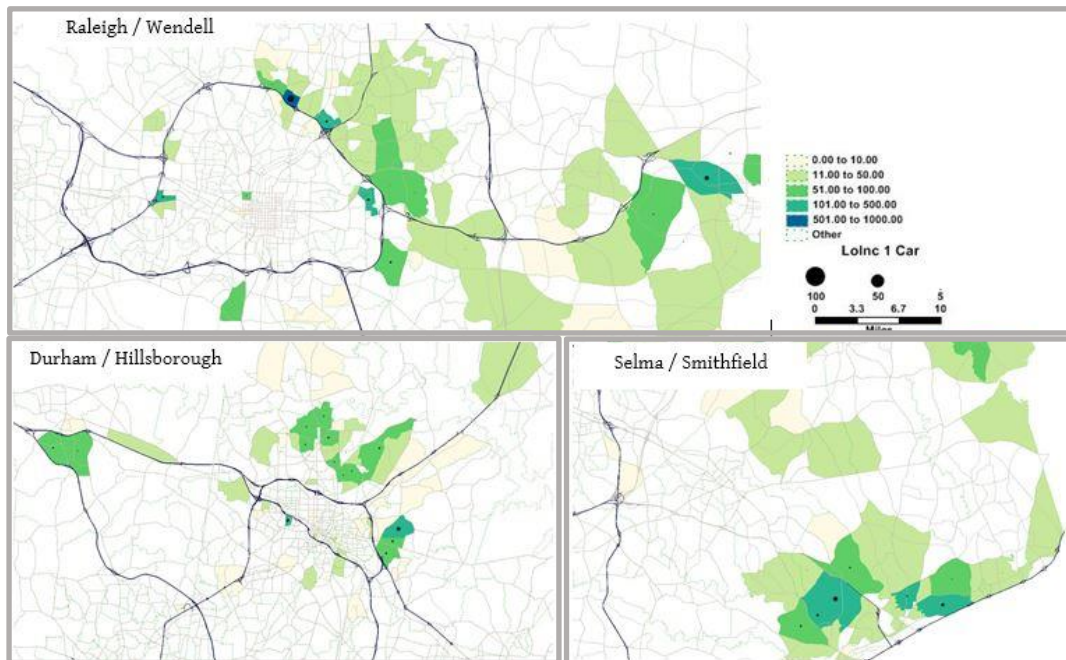 Raleigh / Wendell
0.00 to 10.00
11.00 to 50.00
51.00 to 100.00
101.00 to 500.00
501.00 to 1000.00
Other
LoInc 1 Car
100 50 5
0 3.3 6.7 10
Miles
Durham / Hillsborough
Selma / Smithfield